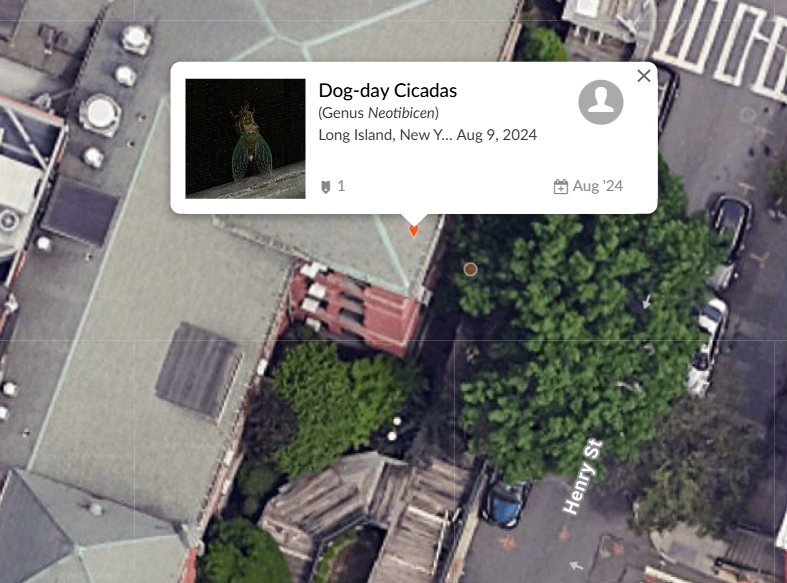 Dog-day Cicadas
(Genus Neotibicen)
Long Island, New Y... Aug 9, 2024
1
Aug '24
Henry St